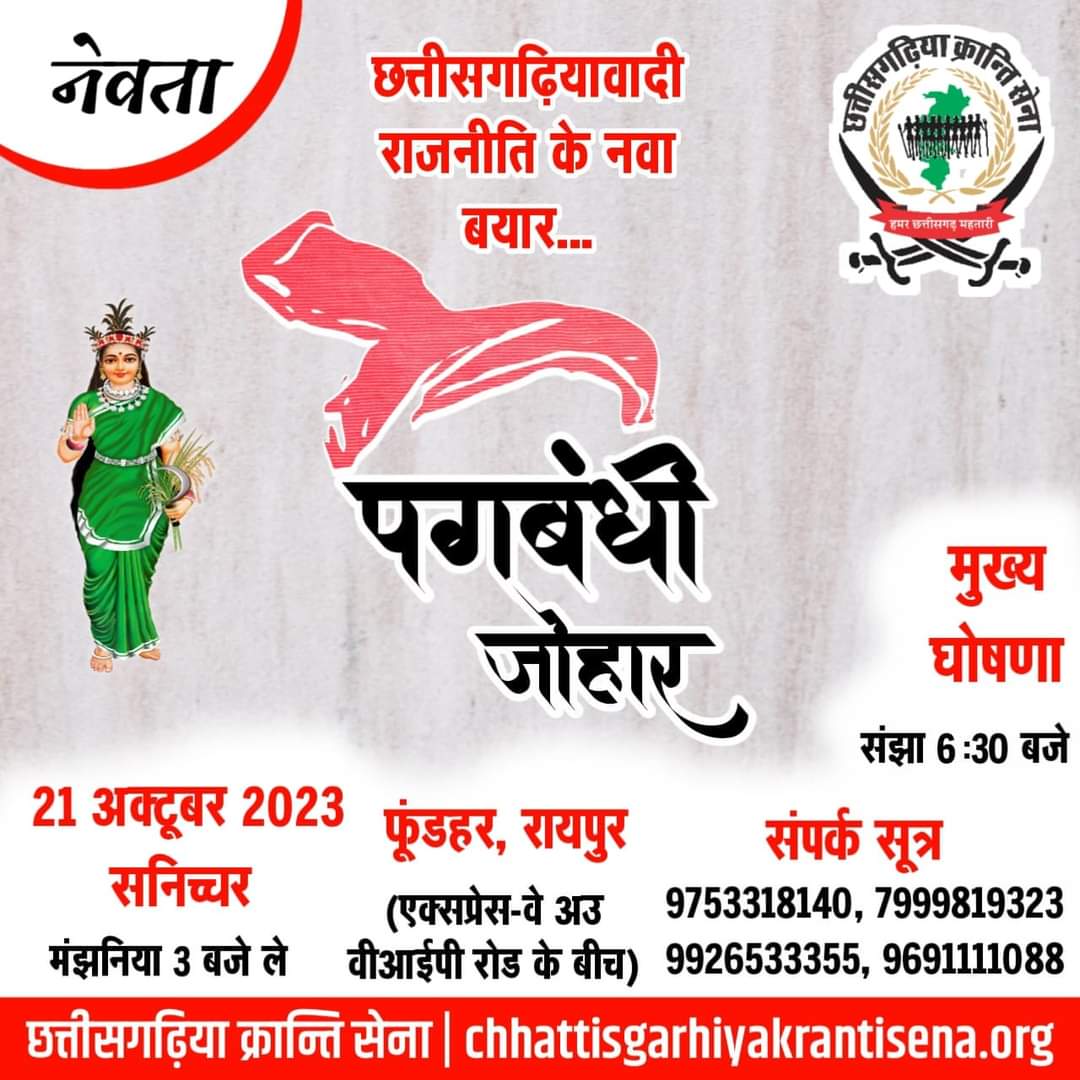 नेवता
छत्तीसगढ़ियावादी
राजनीति के नवा
बयार...
छत्तीसगढ़िया क्रान्ति सेना
हमर छत्तीसगढ़ महतारी
पगबंधी
जोहार
मुख्य
घोषणा
संझा 6:30 बजे
21 अक्टूबर 2023
सनिच्चर
मंझनिया 3 बजे ले
फूंडहर, रायपुर
(एक्सप्रेस-वे अउ
वीआईपी रोड के बीच)
संपर्क सूत्र
9753318140, 7999819323
9926533355, 9691111088
छत्तीसगढ़िया क्रान्ति सेना | chhattisgarhiyakrantisena.org